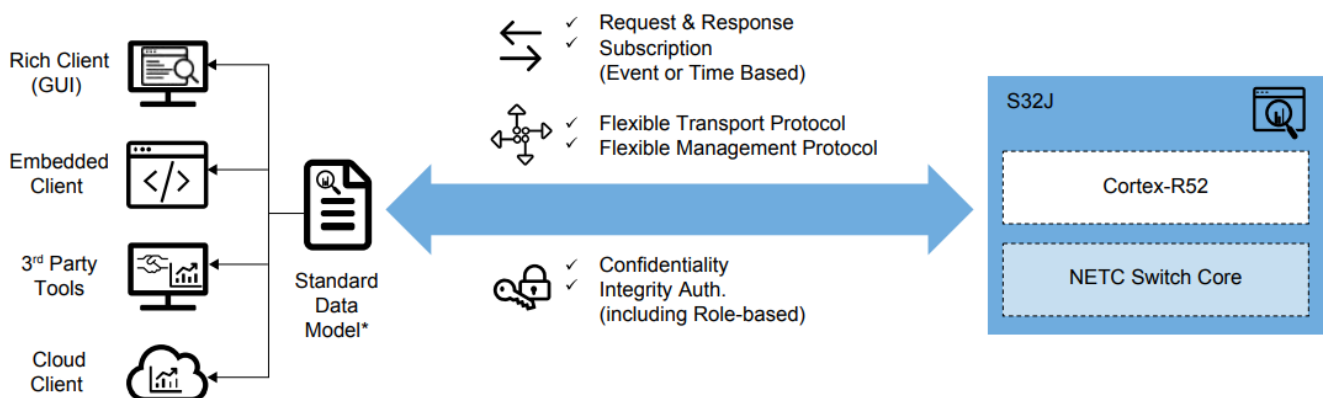 Rich Client
(GUI)
Embedded
Client
</>
3rd Party
Tools
Cloud
Client
Standard
Data
Model*
✓ Request & Response
✓ Subscription
(Event or Time Based)
✓ Flexible Transport Protocol
✓ Flexible Management Protocol
✓ Confidentiality
✓ Integrity Auth.
(including Role-based)
S32J
Cortex-R52
NETC Switch Core